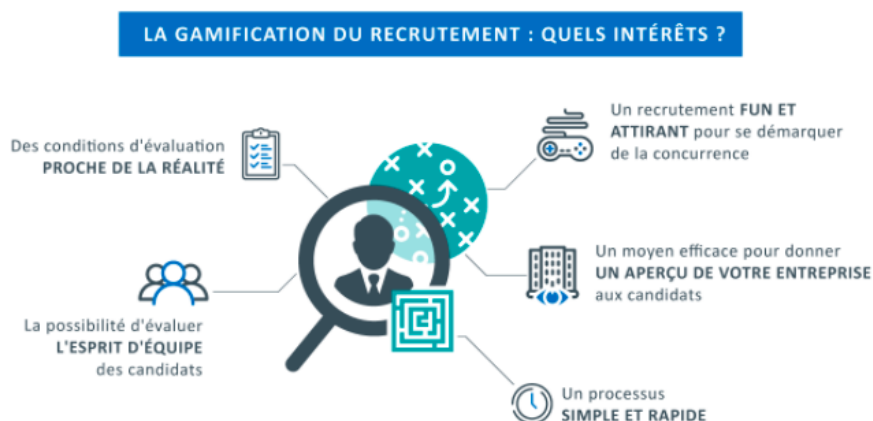 LA GAMIFICATION DU RECRUTEMENT : QUELS INTÉRÊTS ?
Des conditions d'évaluation
PROCHE DE LA RÉALITÉ
La possibilité d'évaluer
L'ESPRIT D'ÉQUIPE
des candidats
Un recrutement FUN ET
ATTIRANT pour se démarquer
de la concurrence
Un moyen efficace pour donner
UN APERÇU DE VOTRE ENTREPRISE
aux candidats
Un processus
SIMPLE ET RAPIDE